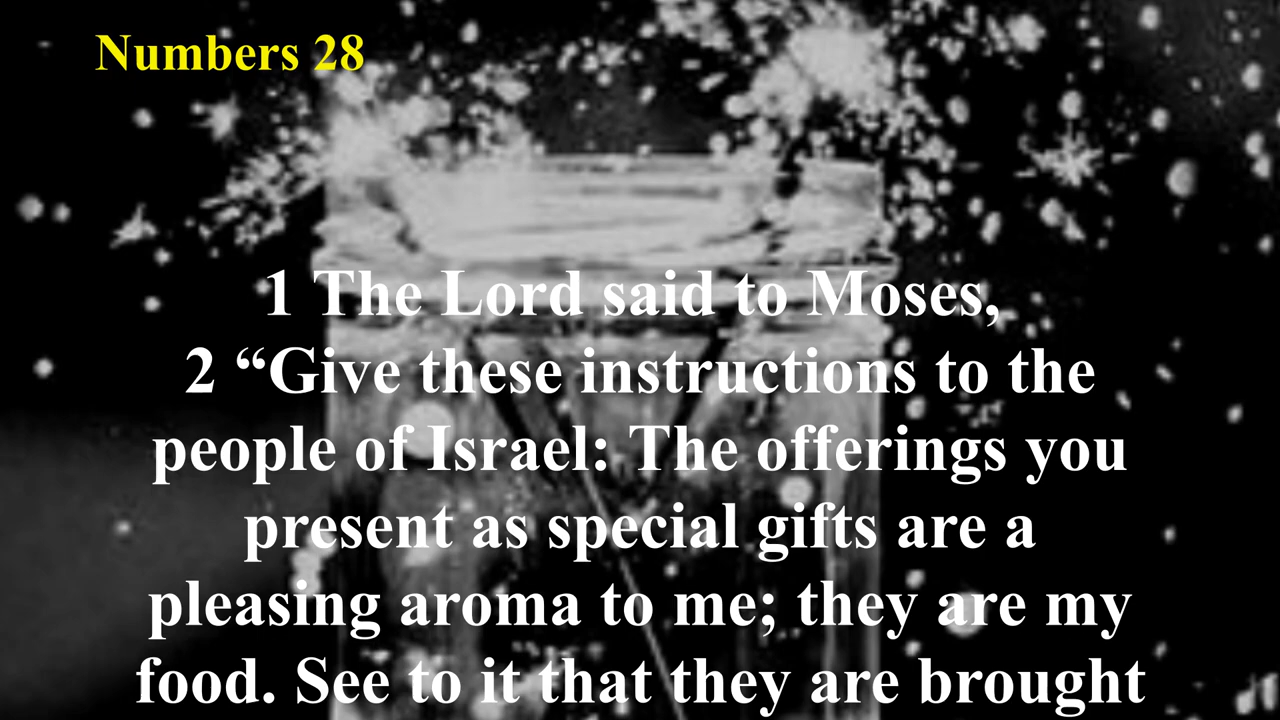 Numbers 28
1 The Lord said to Moses,
2 “Give these instructions to the
people of Israel: The offerings you
present as special gifts are a
pleasing aroma to me; they are my
food. See to it that they are brought